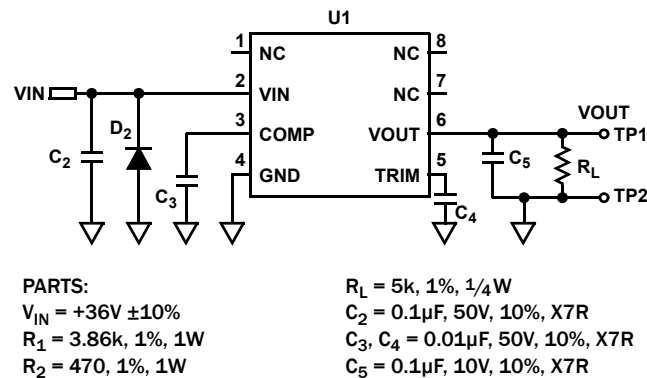 U1
1 NC
8 NC
2 VIN
7 NC
3 COMP
6 VOUT
4 GND
5 TRIM
VIN
D2
C2
C3
C4
C5
RL
VOUT
TP1
TP2
PARTS:
VIN = +36V ±10%
R1 = 3.86k, 1%, 1W
R2 = 470, 1%, 1W
RL = 5k, 1%, 1/4W
C2 = 0.1µF, 50V, 10%, X7R
C3, C4 = 0.01µF, 50V, 10%, X7R
C5 = 0.1µF, 10V, 10%, X7R